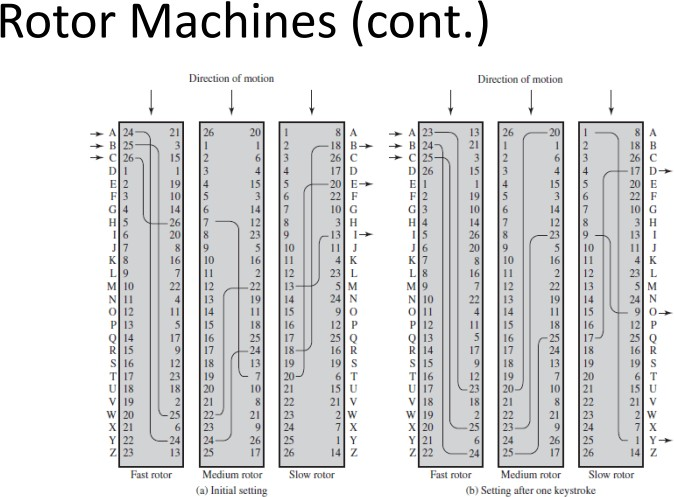 Rotor Machines (cont.)
Direction of motion Direction of motion
A 24 21 26 20 1 8 A A 23 13 26 20 1 8 A
B 25 3 1 1 2 18 B B 24 21 1 1 2 18 B
C 26 15 2 6 3 26 C C 25 3 2 6 3 26 C
D 1 1 3 4 4 17 D D 26 15 3 4 4 17 D
E 2 19 4 15 5 20 E E 1 1 4 15 5 20 E
F 3 10 5 3 6 22 F F 2 19 5 3 6 22 F
G 4 14 6 14 7 10 G G 3 10 6 14 7 10 G
H 5 26 7 12 8 3 H H 4 14 7 12 8 3 H
I 6 20 8 23 9 13 I I 5 26 8 23 9 13 I
J 7 8 9 5 10 11 J J 6 20 9 5 10 11 J
K 8 16 10 16 11 4 K K 7 8 10 16 11 4 K
L 9 7 11 2 12 23 L L 8 16 11 2 12 23 L
M 10 22 12 22 13 5 M M 9 7 12 22 13 5 M
N 11 4 13 19 14 24 N N 10 22 13 19 14 24 N
O 12 11 14 11 15 9 O O 11 4 14 11 15 9 O
P 13 5 15 18 16 12 P P 12 11 15 18 16 12 P
Q 14 17 16 25 17 25 Q Q 13 5 16 25 17 25 Q
R 15 9 17 24 18 16 R R 14 17 17 24 18 16 R
S 16 12 18 13 19 19 S S 15 9 18 13 19 19 S
T 17 23 19 7 20 6 T T 16 12 19 7 20 6 T
U 18 18 20 10 21 15 U U 17 23 20 10 21 15 U
V 19 2 21 8 22 21 V V 18 18 21 8 22 21 V
W 20 25 22 21 23 2 W W 19 2 22 21 23 2 W
X 21 6 23 9 24 7 X X 20 25 23 9 24 7 X
Y 22 24 24 26 25 1 Y Y 21 6 24 26 25 1 Y
Z 23 13 25 17 26 14 Z Z 22 24 25 17 26 14 Z
Fast rotor Medium rotor Slow rotor Fast rotor Medium rotor Slow rotor
(a) Initial setting (b) Setting after one keystroke